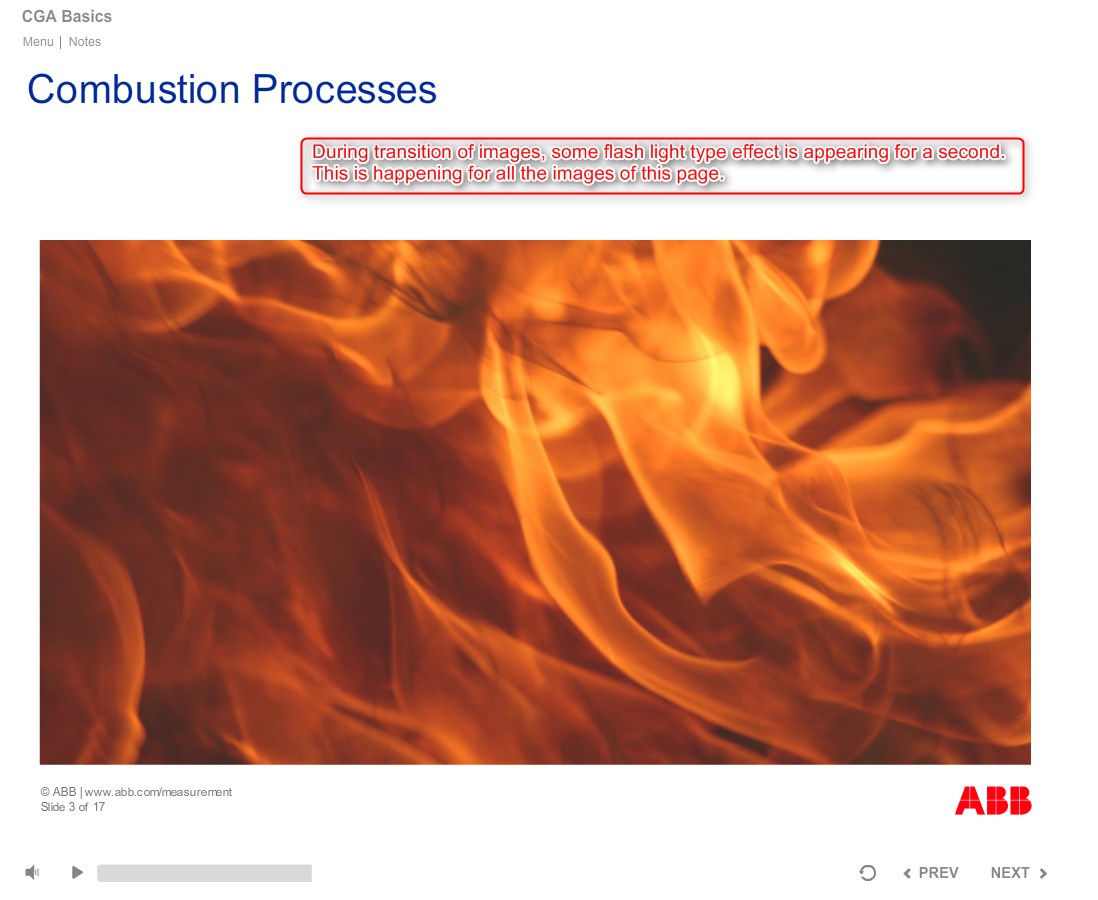 CGA Basics
Menu | Notes
Combustion Processes
During transition of images, some flash light type effect is appearing for a second.
This is happening for all the images of this page.
© ABB | www.abb.com/measurement
Slide 3 of 17
ABB
PREV NEXT